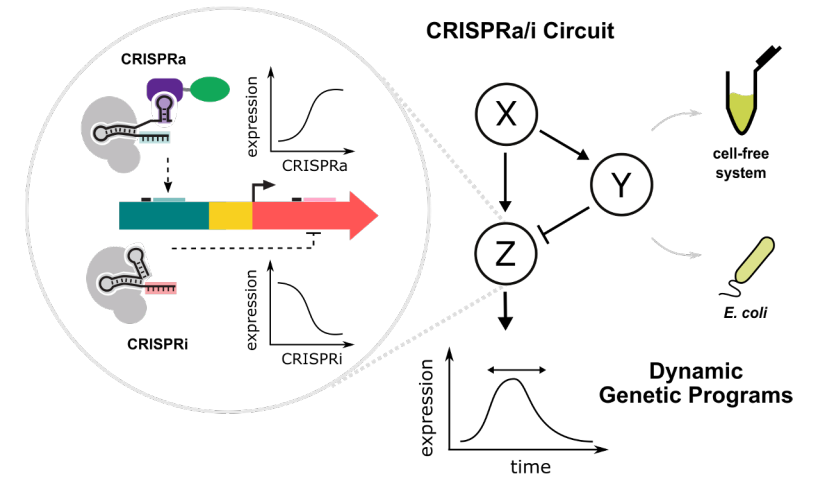 CRISPRa/i Circuit
CRISPRa
expression
CRISPRa
CRISPRi
expression
CRISPRi
X
Y
Z
cell-free
system
E. coli
expression
time
Dynamic
Genetic Programs